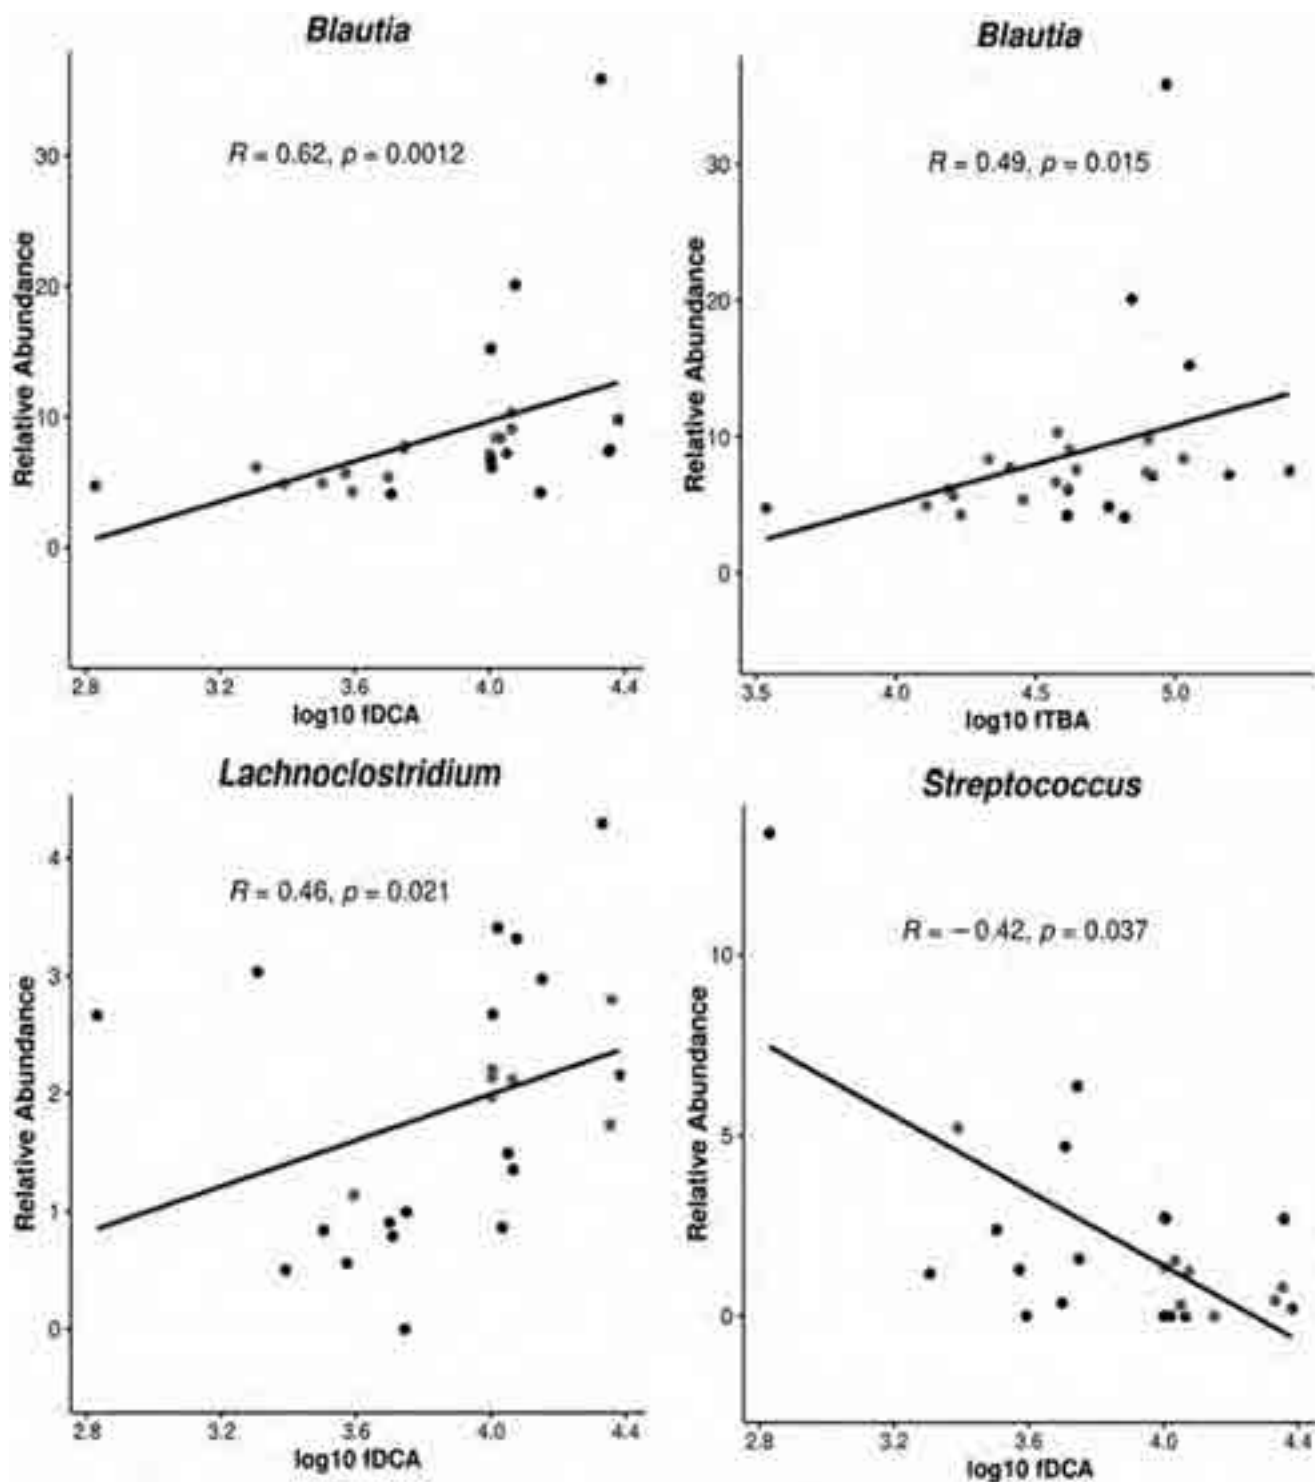 Blautia
R = 0.62, p = 0.0012
Relative Abundance
30
20
10
0
2.8 3.2 3.6 4.0 4.4
log10 fDCA
Blautia
R = 0.49, p = 0.015
Relative Abundance
30
20
10
0
3.5 4.0 4.5 5.0
log10 fTBA
Lachnoclostridium
R = 0.46, p = 0.021
Relative Abundance
4
3
2
1
0
2.8 3.2 3.6 4.0 4.4
log10 fDCA
Streptococcus
R = −0.42, p = 0.037
Relative Abundance
10
5
0
2.8 3.2 3.6 4.0 4.4
log10 fDCA